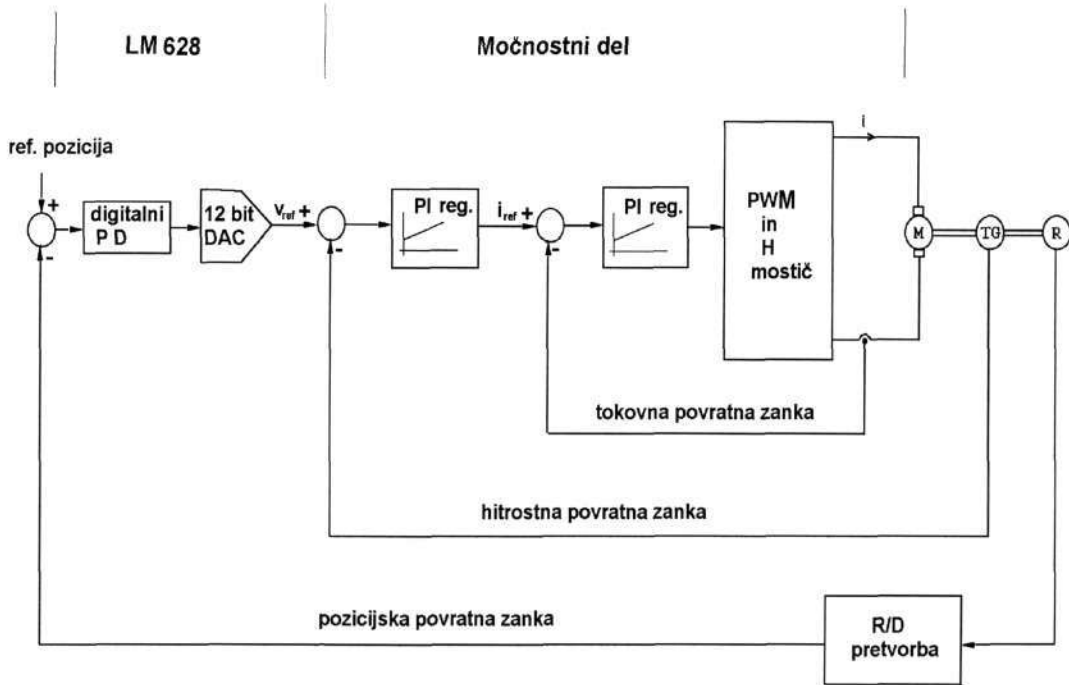 LM 628
Močnostni del
ref. pozicija
+
-
digitalni
P D
12 bit
DAC
v_ref +
-
PI reg.
i_ref +
-
PI reg.
PWM
in
H
mostič
i
M
TG
R
tokovna povratna zanka
hitrostna povratna zanka
pozicijska povratna zanka
R/D
pretvorba